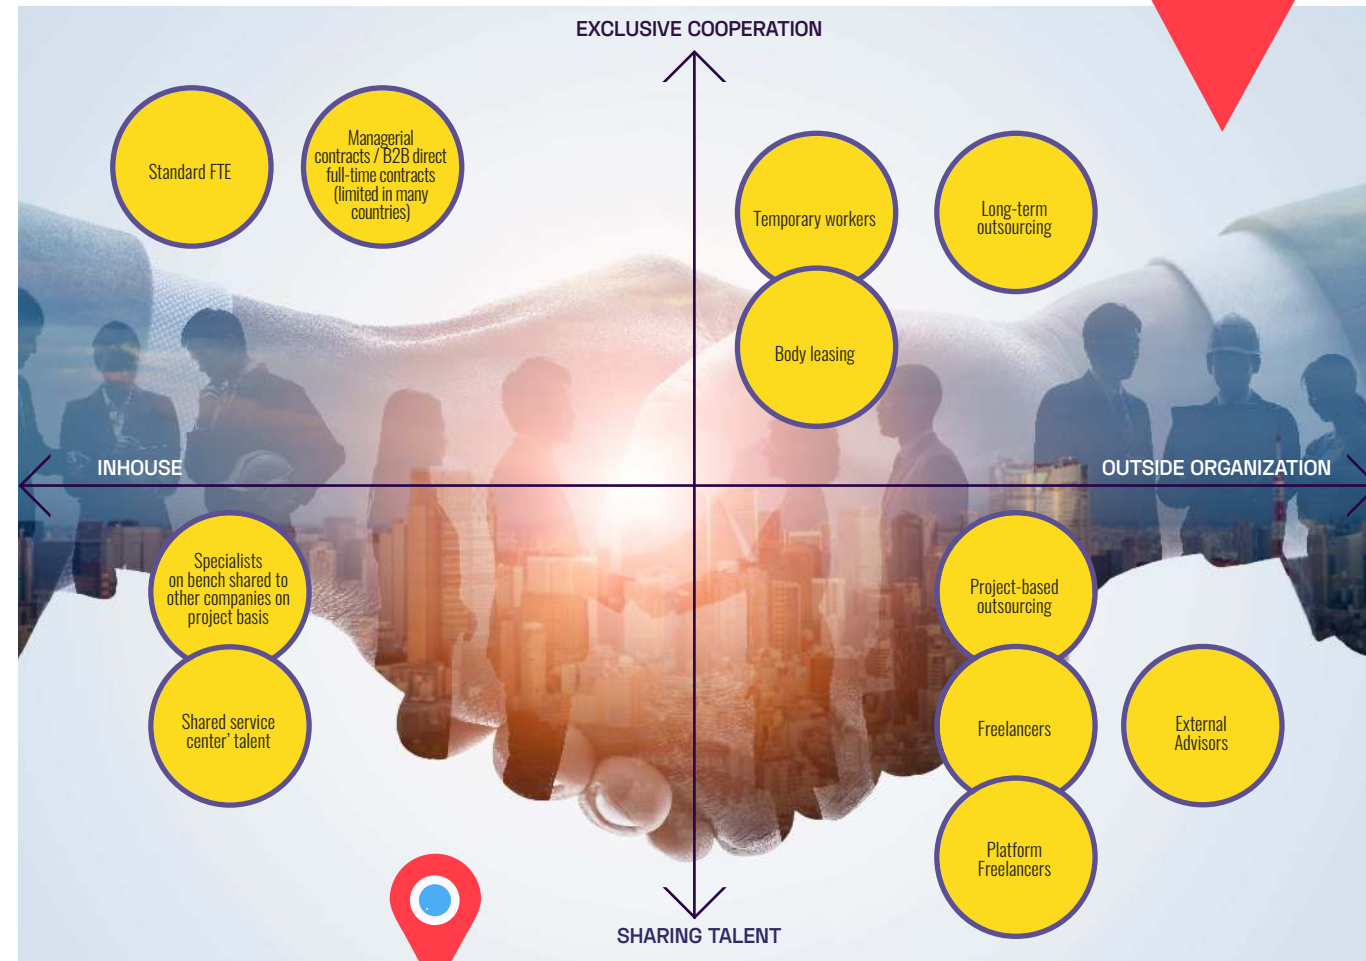 EXCLUSIVE COOPERATION
Standard FTE
Managerial
contracts / B2B direct
full-time contracts
(limited in many
countries)
Temporary workers
Long-term
outsourcing
Body leasing
INHOUSE
OUTSIDE ORGANIZATION
Specialists
on bench shared to
other companies on
project basis
Shared service
center’ talent
Project-based
outsourcing
Freelancers
External
Advisors
Platform
Freelancers
SHARING TALENT